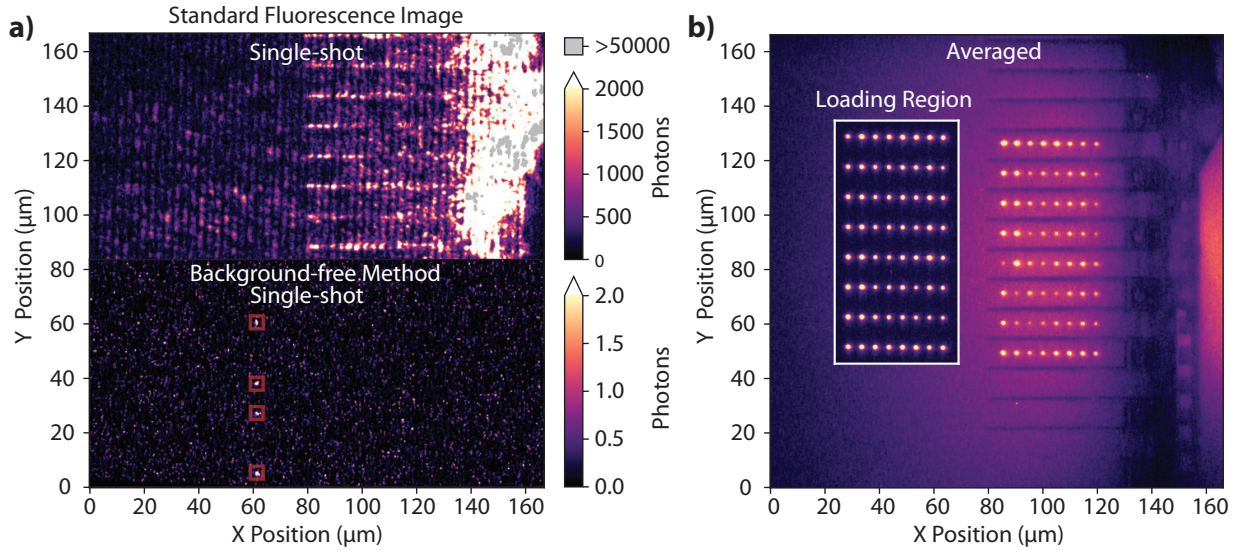 a)
Standard Fluorescence Image
Single-shot
Background-free Method
Single-shot
Y Position (μm)
160
140
120
100
80
60
40
20
0
0 20 40 60 80 100 120 140 160
X Position (μm)
>50000
2000
1500
1000
500
0
Photons
2.0
1.5
1.0
0.5
0.0
Photons
b)
Averaged
Loading Region
Y Position (μm)
160
140
120
100
80
60
40
20
0
0 20 40 60 80 100 120 140 160
X Position (μm)